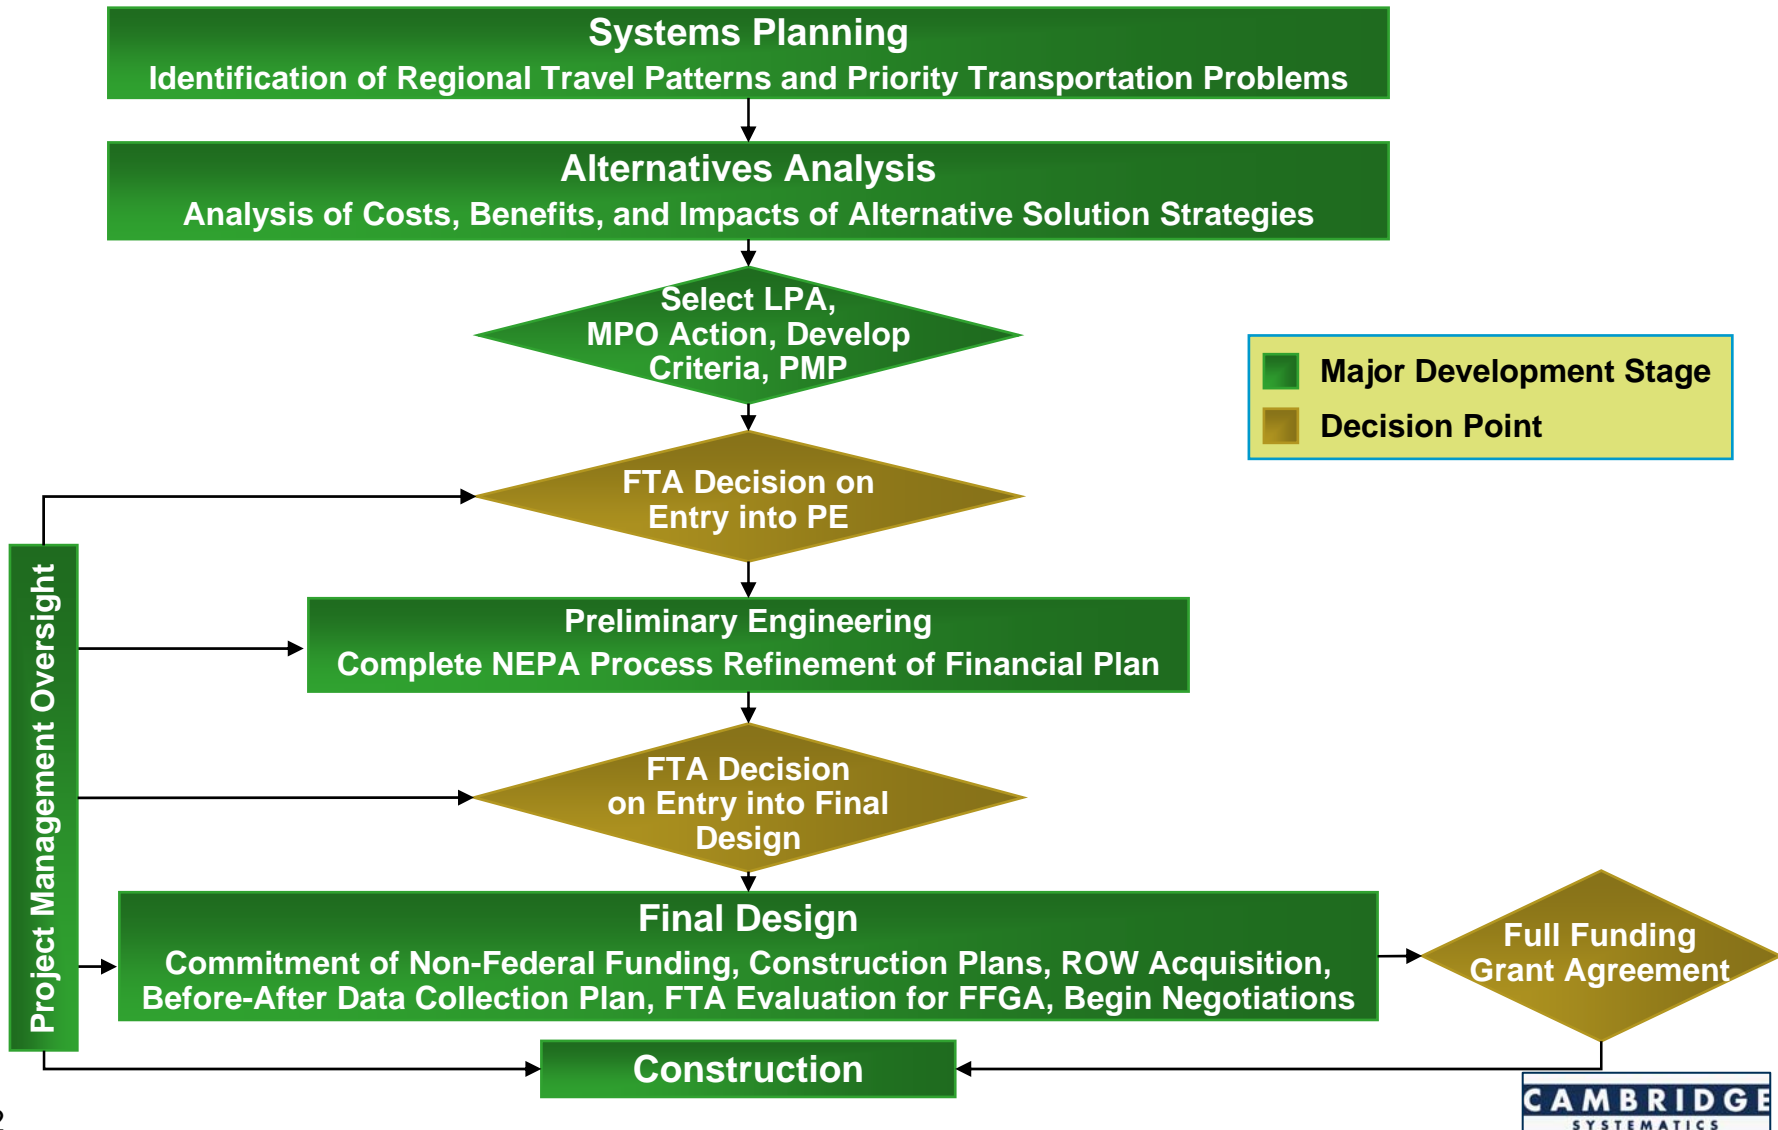 Systems Planning
Identification of Regional Travel Patterns and Priority Transportation Problems
Alternatives Analysis
Analysis of Costs, Benefits, and Impacts of Alternative Solution Strategies
Select LPA,
MPO Action, Develop
Criteria, PMP
Major Development Stage
Decision Point
FTA Decision on
Entry into PE
Project Management Oversight
Preliminary Engineering
Complete NEPA Process Refinement of Financial Plan
FTA Decision
on Entry into Final
Design
Final Design
Commitment of Non-Federal Funding, Construction Plans, ROW Acquisition,
Before-After Data Collection Plan, FTA Evaluation for FFGA, Begin Negotiations
Full Funding
Grant Agreement
Construction
CAMBRIDGE
SYSTEMATICS
2